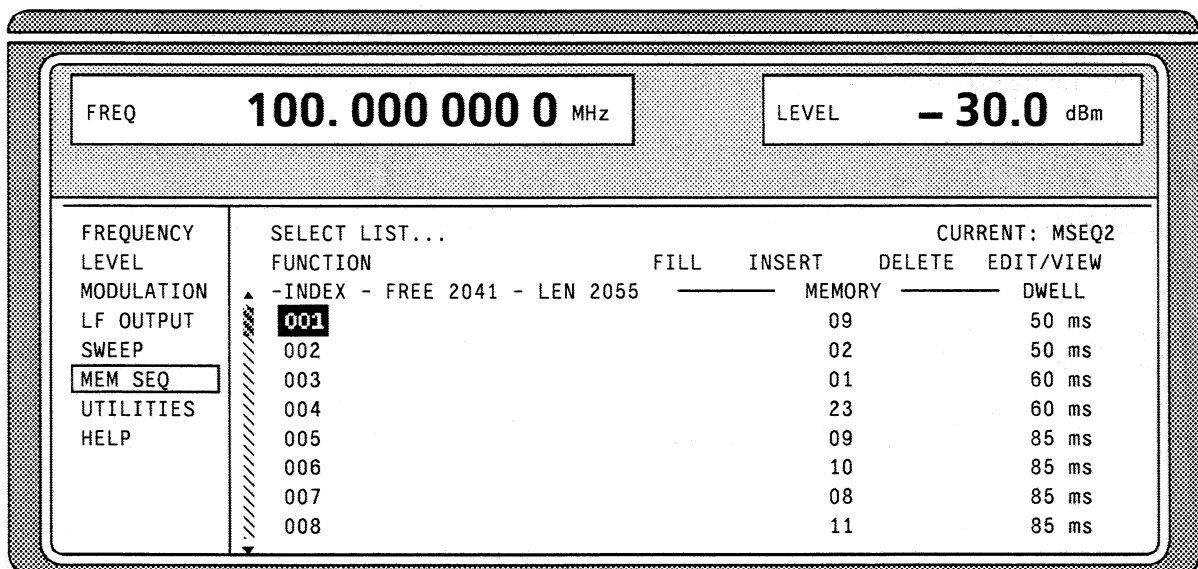 FREQ 100. 000 000 0 MHz LEVEL – 30.0 dBm
FREQUENCY
LEVEL
MODULATION
LF OUTPUT
SWEEP
MEM SEQ
UTILITIES
HELP
SELECT LIST... CURRENT: MSEQ2
FUNCTION FILL INSERT DELETE EDIT/VIEW
-INDEX - FREE 2041 - LEN 2055 MEMORY DWELL
001 09 50 ms
002 02 50 ms
003 01 60 ms
004 23 60 ms
005 09 85 ms
006 10 85 ms
007 08 85 ms
008 11 85 ms